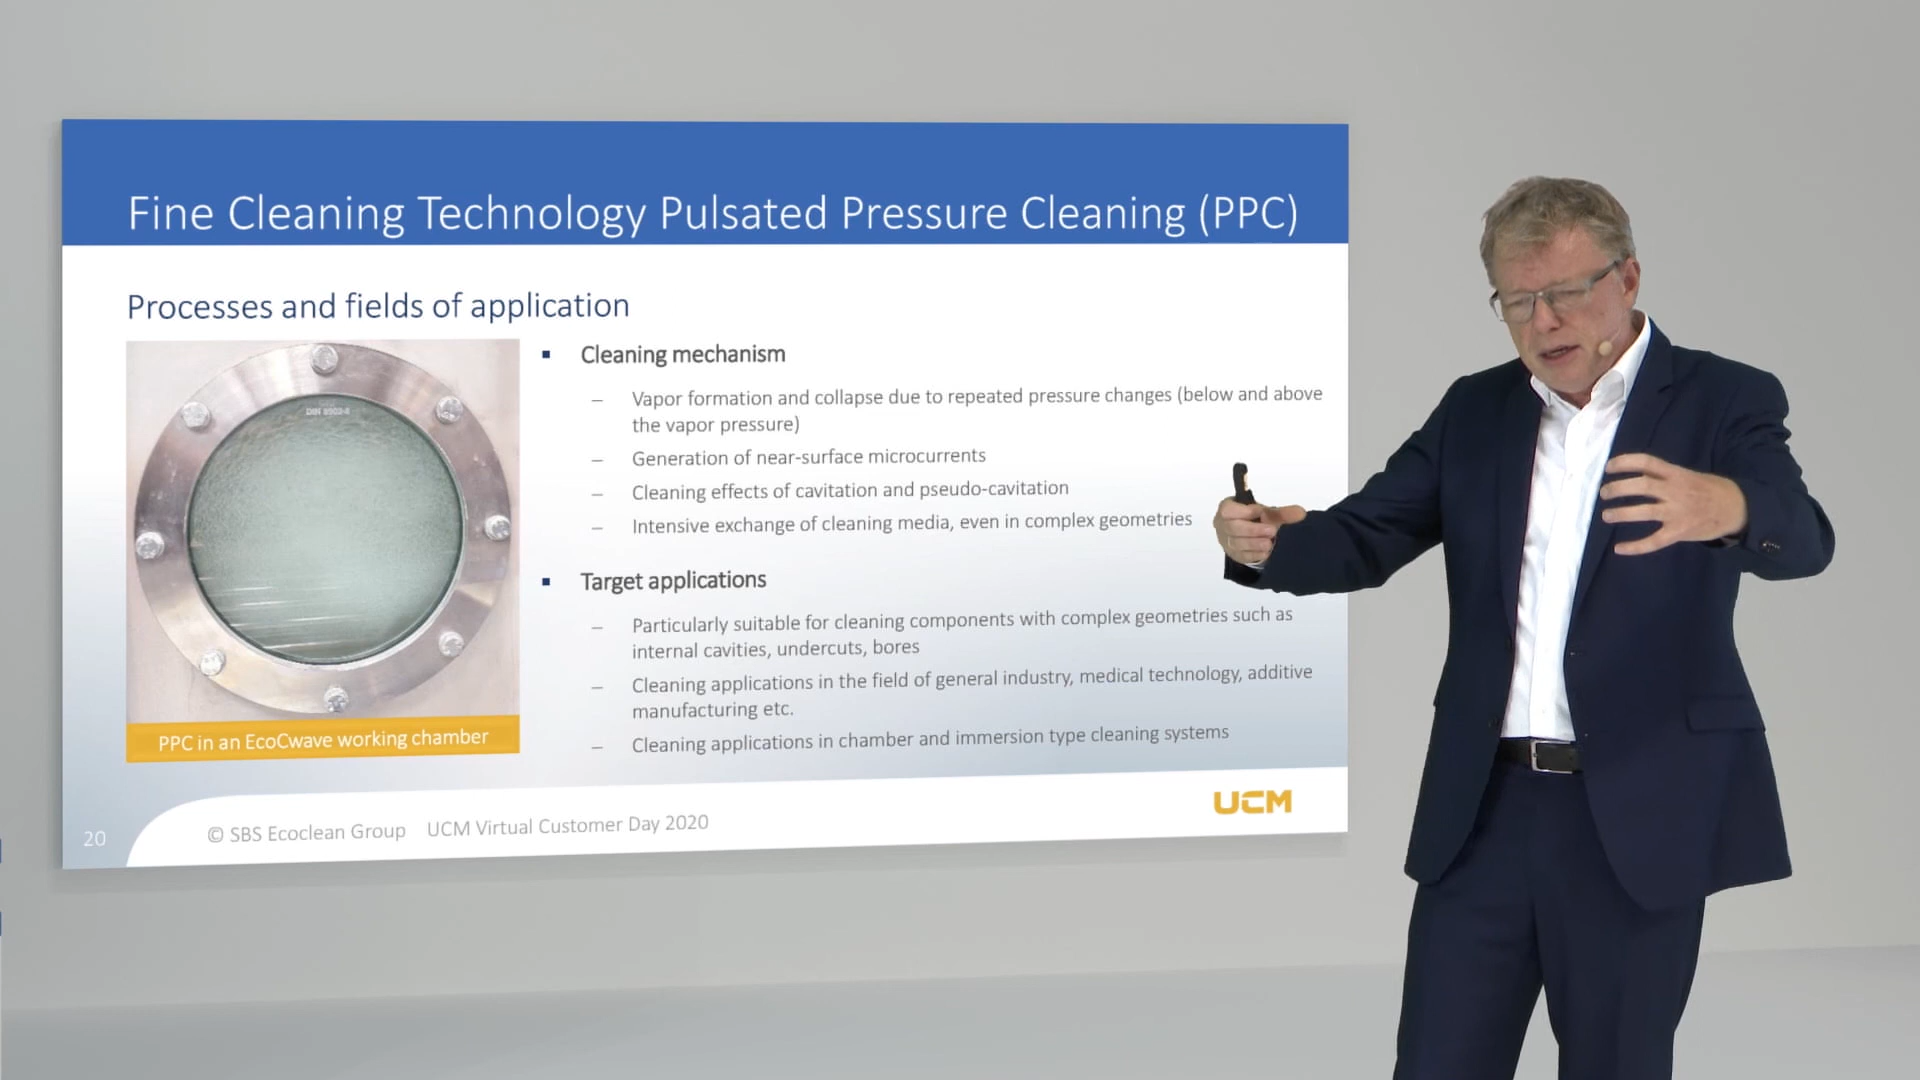 Fine Cleaning Technology Pulsated Pressure Cleaning (PPC)
Processes and fields of application
▪ Cleaning mechanism
– Vapor formation and collapse due to repeated pressure changes (below and above
the vapor pressure)
– Generation of near-surface microcurrents
– Cleaning effects of cavitation and pseudo-cavitation
– Intensive exchange of cleaning media, even in complex geometries
▪ Target applications
– Particularly suitable for cleaning components with complex geometries such as
internal cavities, undercuts, bores
– Cleaning applications in the field of general industry, medical technology, additive
manufacturing etc.
– Cleaning applications in chamber and immersion type cleaning systems
PPC in an EcoCwave working chamber
20
© SBS Ecoclean Group UCM Virtual Customer Day 2020
UCM